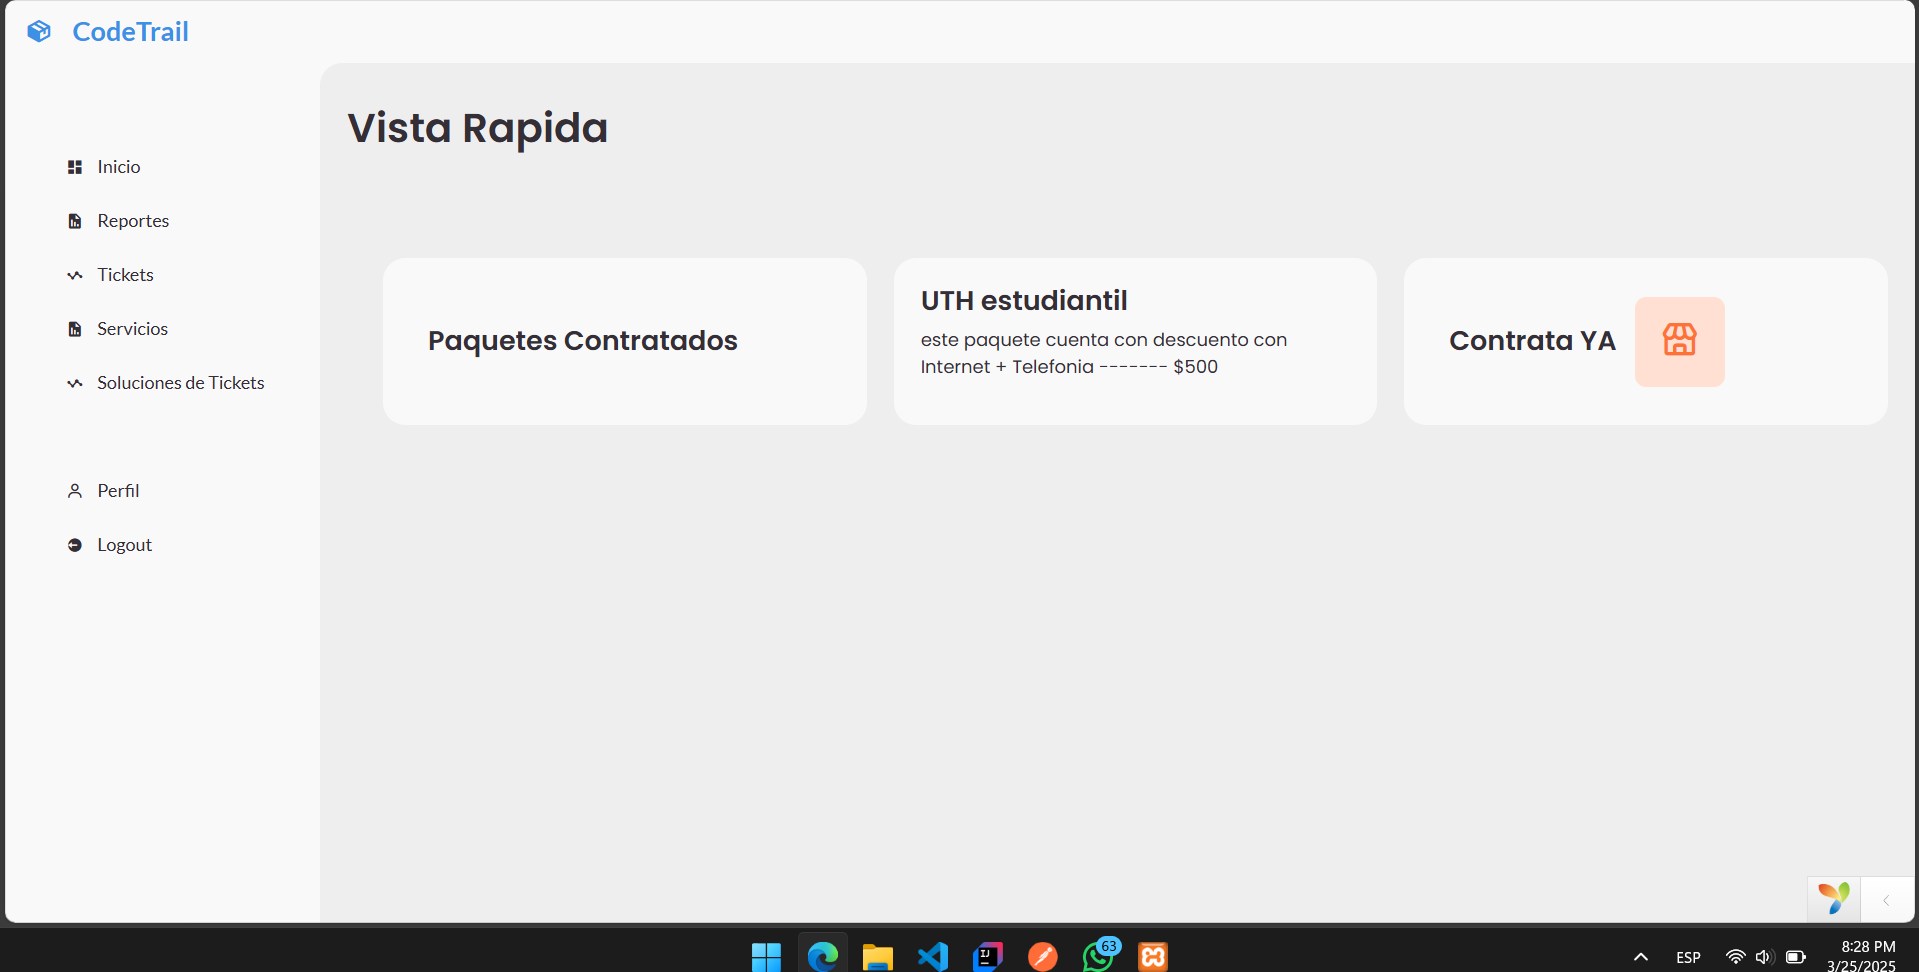 CodeTrail
Inicio
Reportes
Tickets
Servicios
Soluciones de Tickets
Perfil
Logout
Vista Rapida
Paquetes Contratados
UTH estudiantil
este paquete cuenta con descuento con
Internet + Telefonia ------- $500
Contrata YA
IJ
63
ESP
8:28 PM
3/25/2025